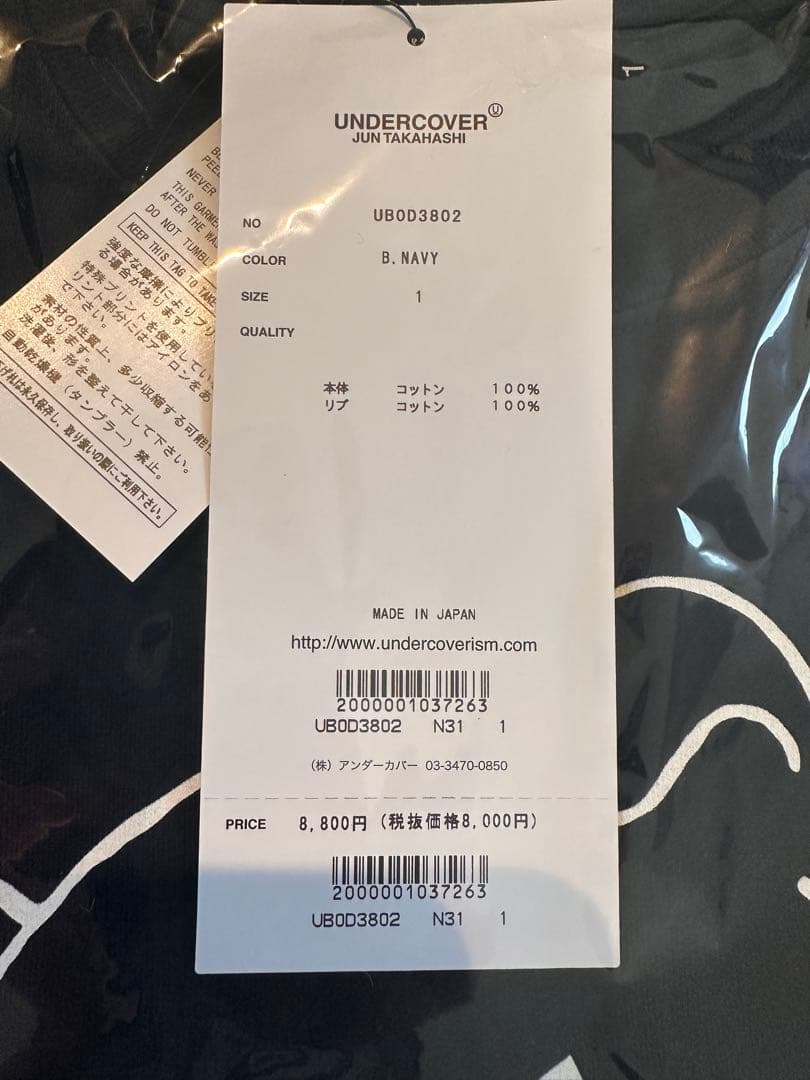 UNDERCOVER Ⓤ
JUN TAKAHASHI
NO UB0D3802
COLOR B.NAVY
SIZE 1
QUALITY
本体 コットン 100%
リブ コットン 100%
MADE IN JAPAN
http://www.undercoverism.com
2000001037263
UB0D3802 N31 1
(株) アンダーカバー 03-3470-0850
PRICE 8,800円 (税抜価格8,000円)
2000001037263
UB0D3802 N31 1
NEVER
THIS GARME
AFTER THE WA
DO NOT TUMBL
KEEP THIS TAG TO TAKE
強度な摩擦によりプリ
る場合があります。
特殊プリントを使用してい
リント部分にはアイロンをあ
て下さい。
素材の性質上、多少収縮する可能
があります。
洗濯後、形を整えて干して下さい。
自動乾燥機 (タンブラー) 禁止。
げ札は永久保存し、取り扱いの際にご利用下さい。